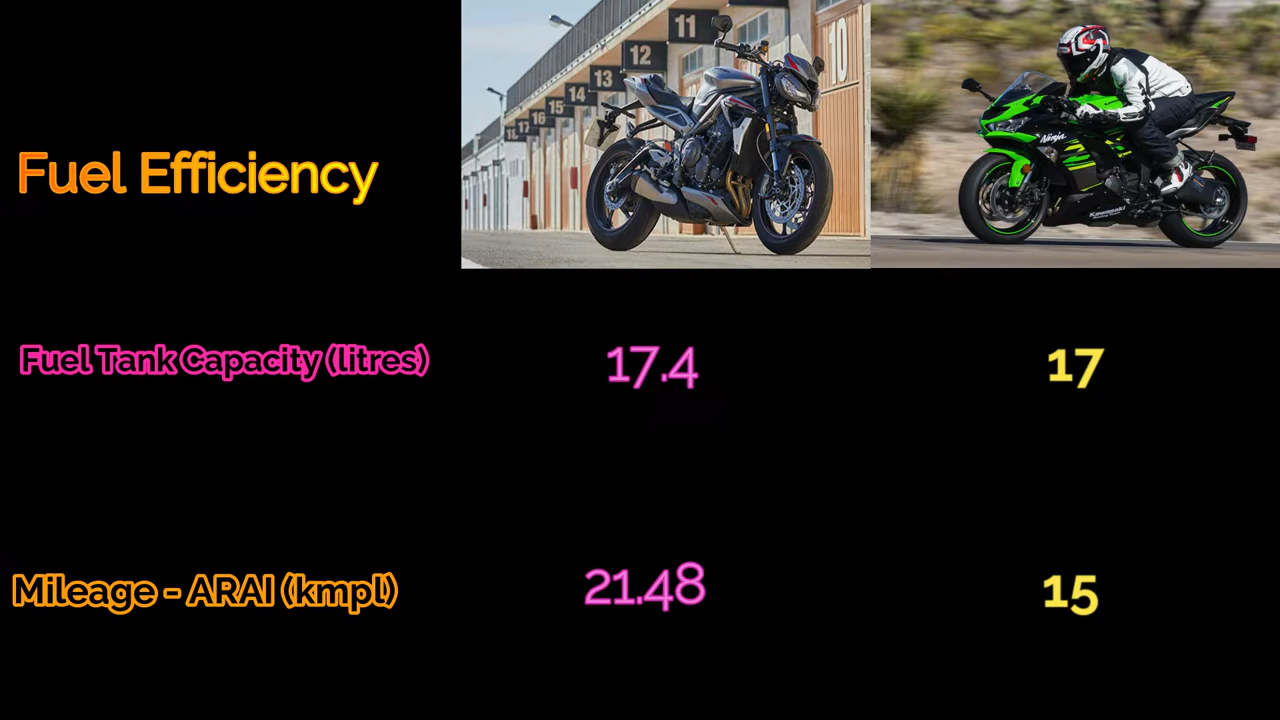 11
12
13
14
15
16
17
10
Ninja
Kawasaki
Fuel Efficiency
Fuel Tank Capacity (litres)
17.4
17
Mileage - ARAI (kmpl)
21.48
15